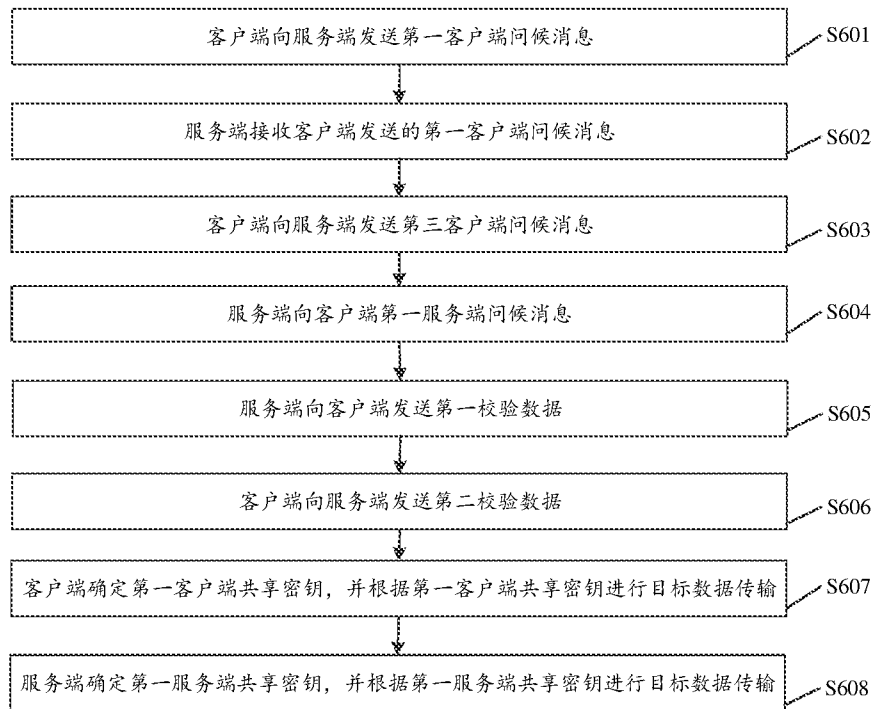 客户端向服务端发送第一客户端问候消息
S601
服务端接收客户端发送的第一客户端问候消息
S602
客户端向服务端发送第三客户端问候消息
S603
服务端向客户端第一服务端问候消息
S604
服务端向客户端发送第一校验数据
S605
客户端向服务端发送第二校验数据
S606
客户端确定第一客户端共享密钥，并根据第一客户端共享密钥进行目标数据传输
S607
服务端确定第一服务端共享密钥，并根据第一服务端共享密钥进行目标数据传输
S608